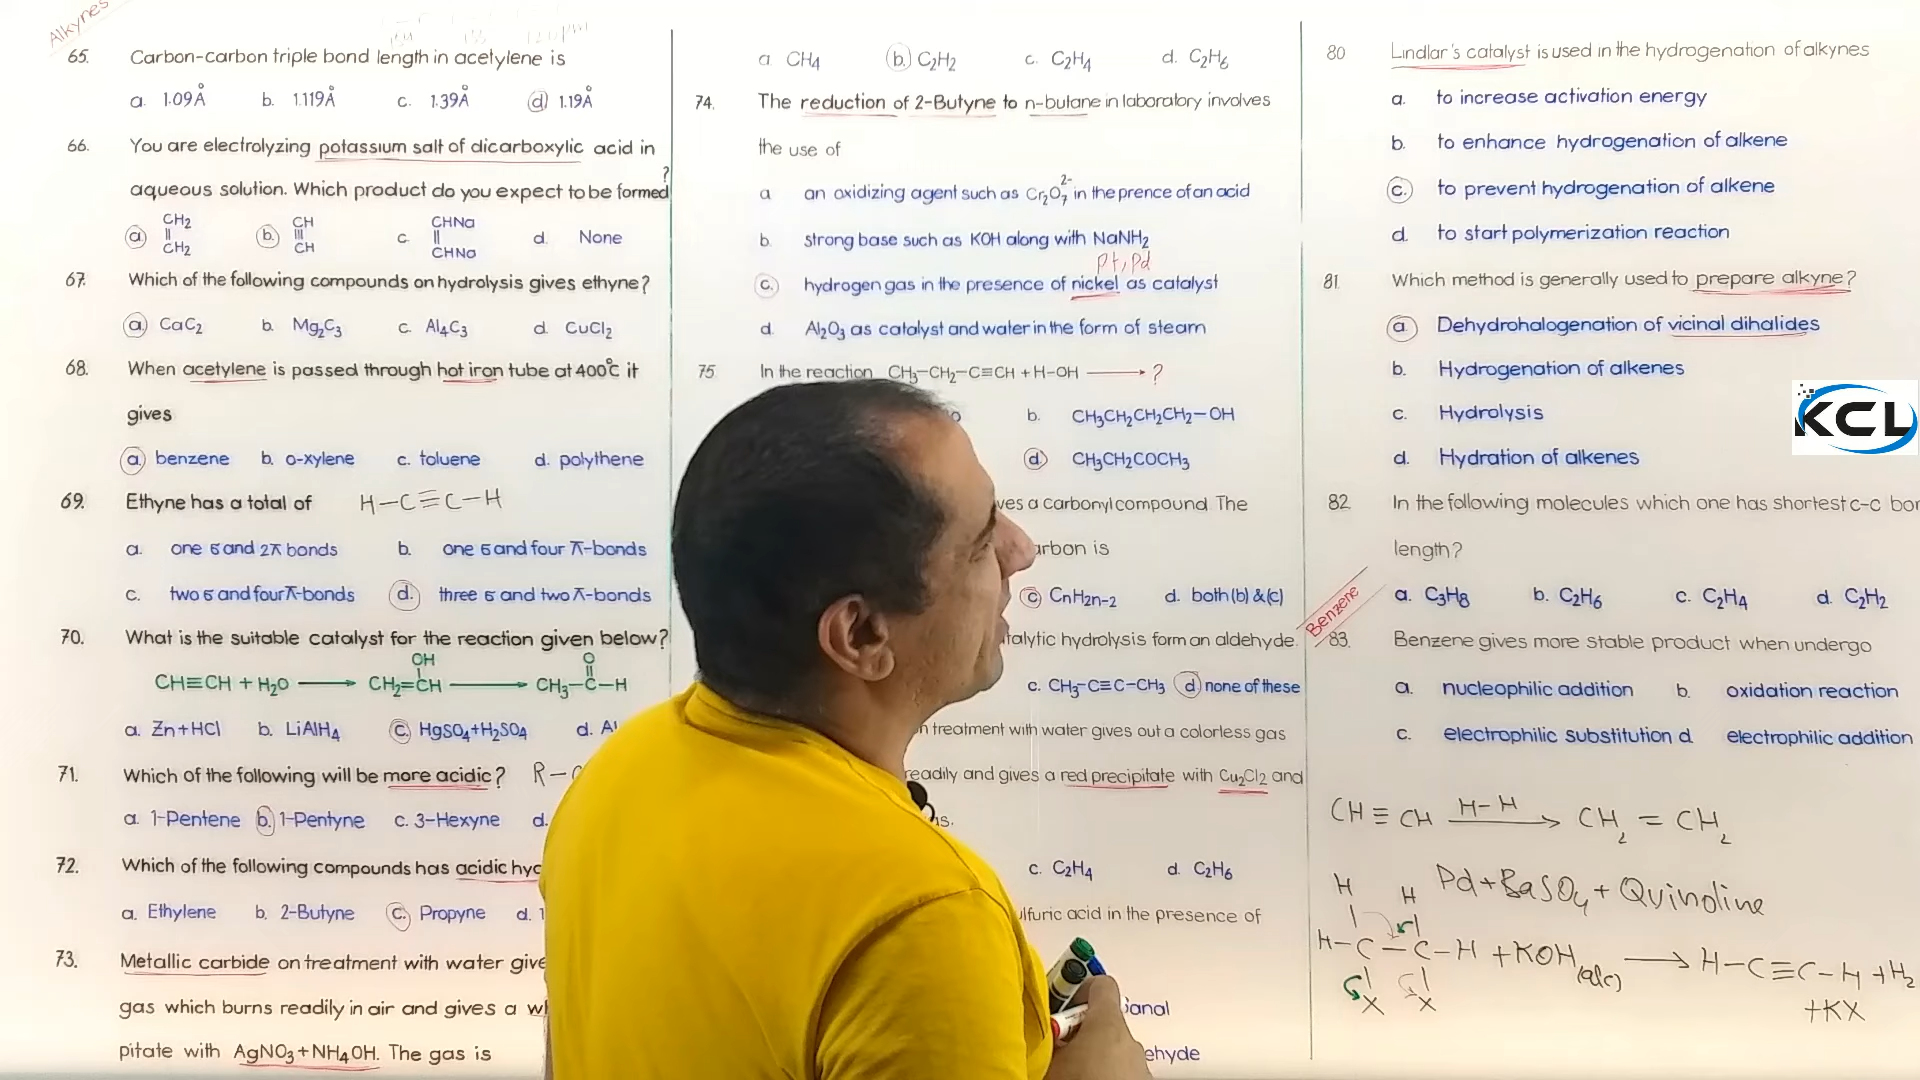 Alkynes
65. Carbon-carbon triple bond length in acetylene is
a. 1.09Å b. 1.119Å c. 1.39Å d. 1.19Å
66. You are electrolyzing potassium salt of dicarboxylic acid in
aqueous solution. Which product do you expect to be formed?
a. CH2=CH2 b. CH≡CH c. CHNa=CHNa d. None
67. Which of the following compounds on hydrolysis gives ethyne?
a. CaC2 b. Mg2C3 c. Al4C3 d. CuCl2
68. When acetylene is passed through hot iron tube at 400°C it
gives
a. benzene b. o-xylene c. toluene d. polythene
69. Ethyne has a total of H-C≡C-H
a. one σ and 2π bonds b. one σ and four π-bonds
c. two σ and four π-bonds d. three σ and two π-bonds
70. What is the suitable catalyst for the reaction given below?
CH≡CH + H2O ⟶ CH2=CH ⟶ CH3-C-H
OH O
a. Zn+HCl b. LiAlH4 c. HgSO4+H2SO4 d. Al
71. Which of the following will be more acidic? R-C
a. 1-Pentene b. 1-Pentyne c. 3-Hexyne d.
72. Which of the following compounds has acidic hyd
a. Ethylene b. 2-Butyne c. Propyne d. 1
73. Metallic carbide on treatment with water give
gas which burns readily in air and gives a wh
pitate with AgNO3+NH4OH. The gas is
a. CH4 b. C2H2 c. C2H4 d. C2H6
74. The reduction of 2-Butyne to n-butane in laboratory involves
the use of
a. an oxidizing agent such as Cr2O7 2- in the prence of an acid
b. strong base such as KOH along with NaNH2
Pt, Pd
c. hydrogen gas in the presence of nickel as catalyst
d. Al2O3 as catalyst and water in the form of steam
75 In the reaction CH3-CH2-C≡CH + H-OH ⟶ ?
b. CH3CH2CH2CH2-OH
d. CH3CH2COCH3
ves a carbonyl compound. The
arbon is
c. CnH2n-2 d. both (b) & (c)
talytic hydrolysis form an aldehyde.
c. CH3-C≡C-CH3 d. none of these
n treatment with water gives out a colorless gas
readily and gives a red precipitate with Cu2Cl2 and
is.
c. C2H4 d. C2H6
lfuric acid in the presence of
anal
ehyde
80 Lindlar's catalyst is used in the hydrogenation of alkynes
a. to increase activation energy
b. to enhance hydrogenation of alkene
c. to prevent hydrogenation of alkene
d. to start polymerization reaction
81. Which method is generally used to prepare alkyne?
a. Dehydrohalogenation of vicinal dihalides
b. Hydrogenation of alkenes
c. Hydrolysis
d. Hydration of alkenes
KCL
82. In the following molecules which one has shortest c-c bon
length?
a. C3H8 b. C2H6 c. C2H4 d. C2H2
Benzene
83. Benzene gives more stable product when undergo
a. nucleophilic addition b. oxidation reaction
c. electrophilic substitution d. electrophilic addition
CH≡CH H-H ⟶ CH2=CH2
Pd+BaSO4+Quinoline
H H
H-C-C-H + KOH (alc) ⟶ H-C≡C-H + H2
X X +KX